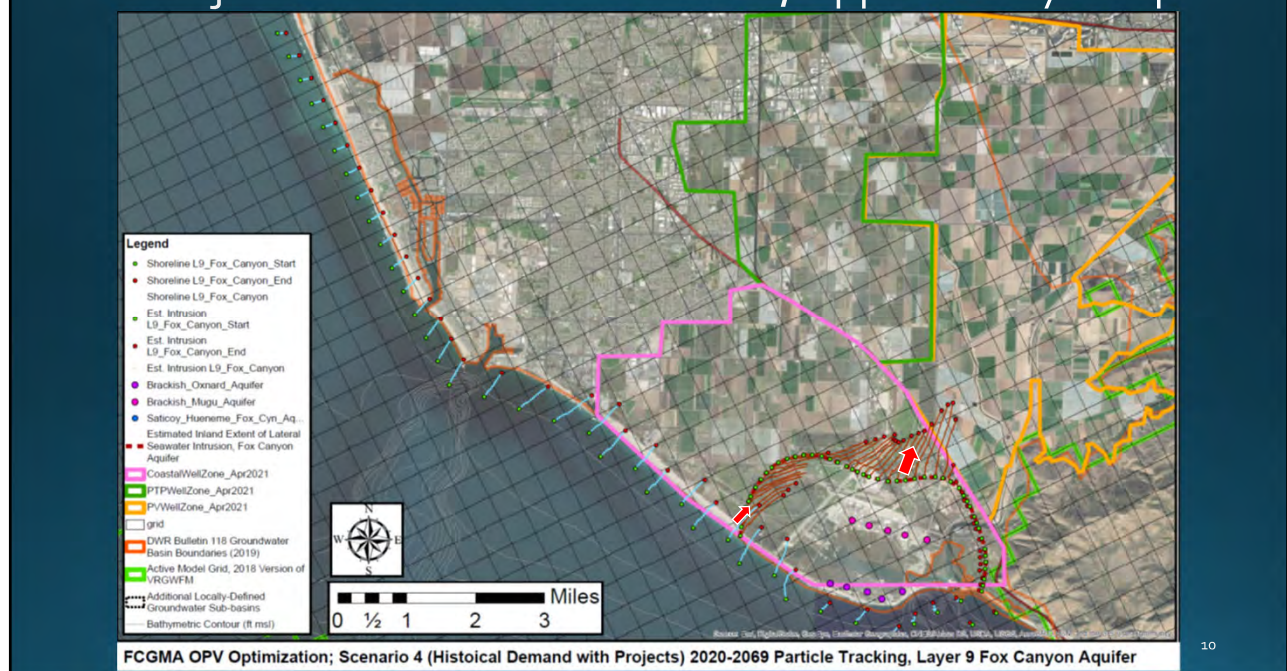 Legend
Shoreline L9_Fox_Canyon_Start
Shoreline L9_Fox_Canyon_End
Shoreline L9_Fox_Canyon
Est. Intrusion
L9_Fox_Canyon_Start
Est. Intrusion
L9_Fox_Canyon_End
Est. Intrusion L9_Fox_Canyon
Brackish_Oxnard_Aquifer
Brackish_Mugu_Aquifer
Saticoy_Hueneme_Fox_Cyn_Aq...
Estimated Inland Extent of Lateral
Seawater Intrusion, Fox Canyon
Aquifer
CoastalWellZone_Apr2021
PTPWellZone_Apr2021
PVWellZone_Apr2021
grid
DWR Bulletin 118 Groundwater
Basin Boundaries (2019)
Active Model Grid, 2018 Version of
VRGWFM
Additional Locally-Defined
Groundwater Sub-basins
Bathymetric Contour (ft msl)
N
W E
S
Miles
0 ½ 1 2 3
FCGMA OPV Optimization; Scenario 4 (Histoical Demand with Projects) 2020-2069 Particle Tracking, Layer 9 Fox Canyon Aquifer
10